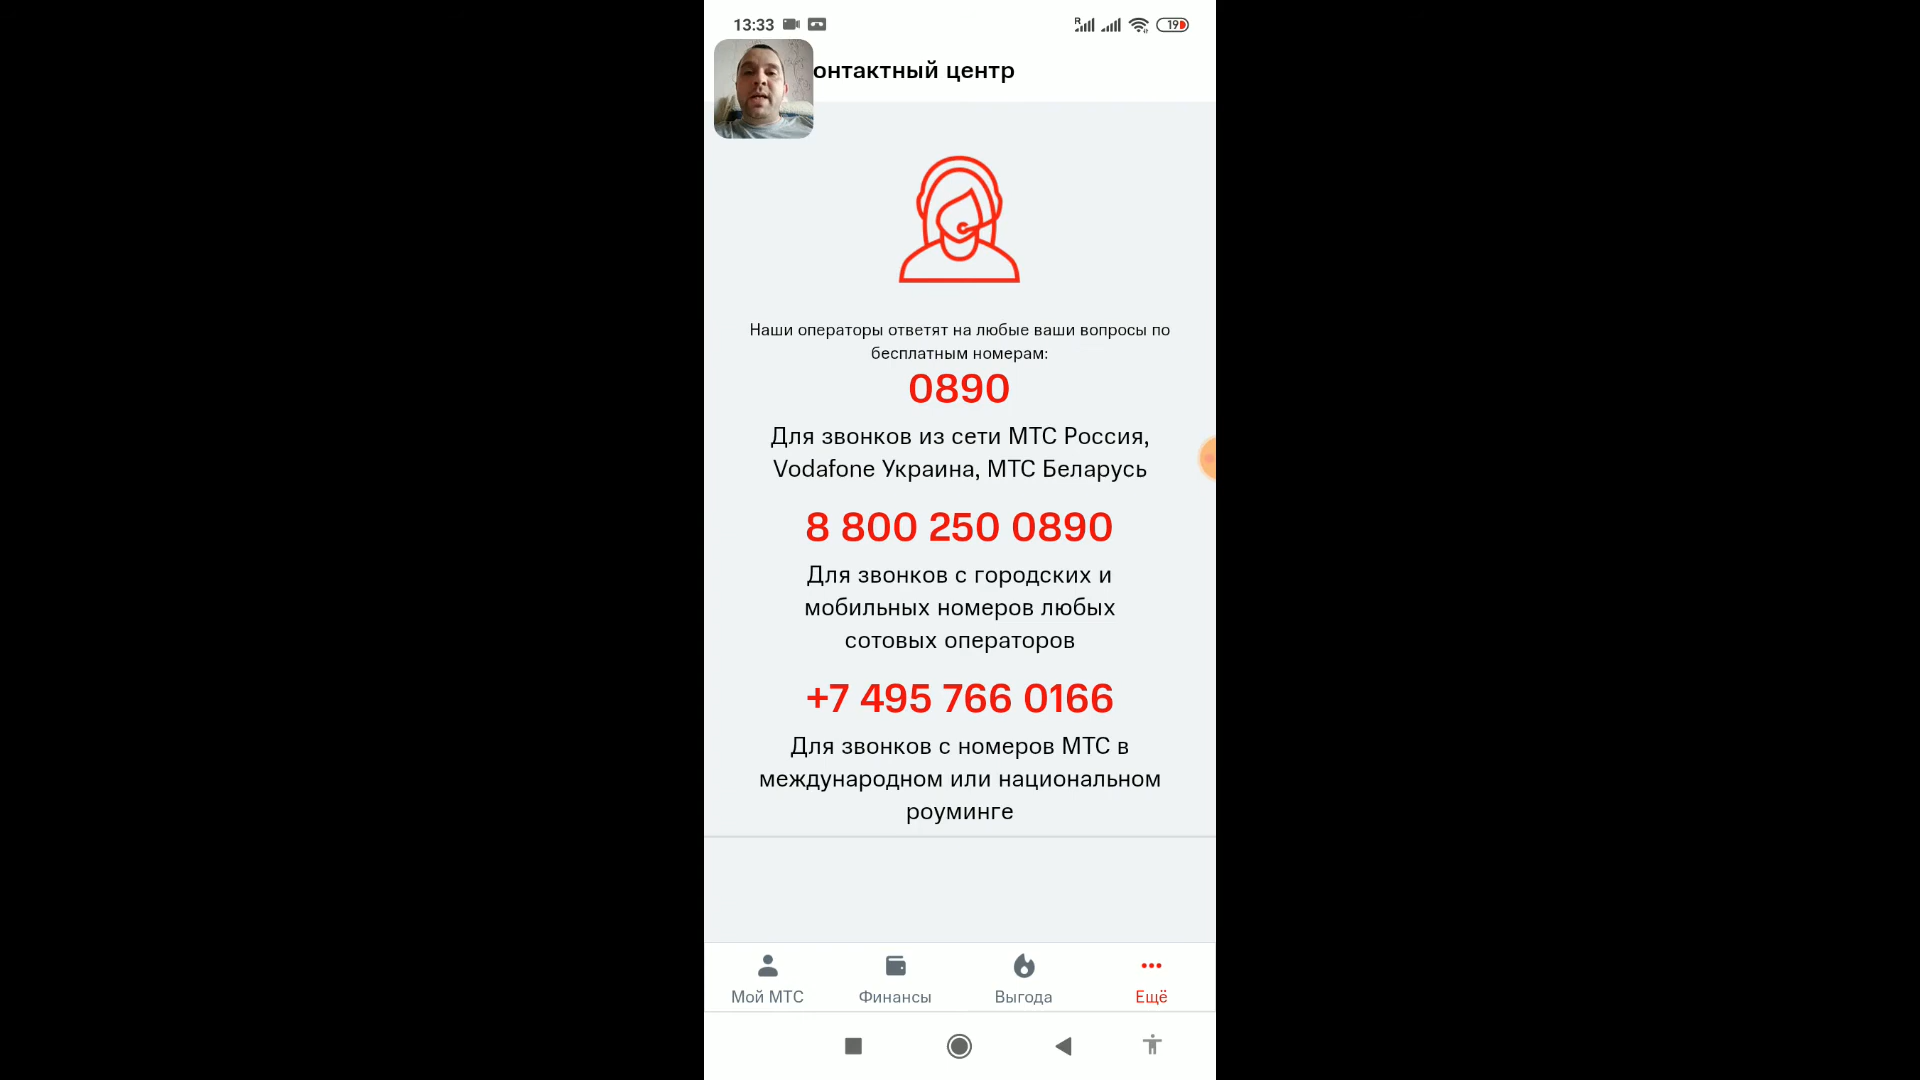 13:33
19
онтактный центр
Наши операторы ответят на любые ваши вопросы по
бесплатным номерам:
0890
Для звонков из сети МТС Россия,
Vodafone Украина, МТС Беларусь
8 800 250 0890
Для звонков с городских и
мобильных номеров любых
сотовых операторов
+7 495 766 0166
Для звонков с номеров МТС в
международном или национальном
роуминге
Мой МТС
Финансы
Выгода
Ещё